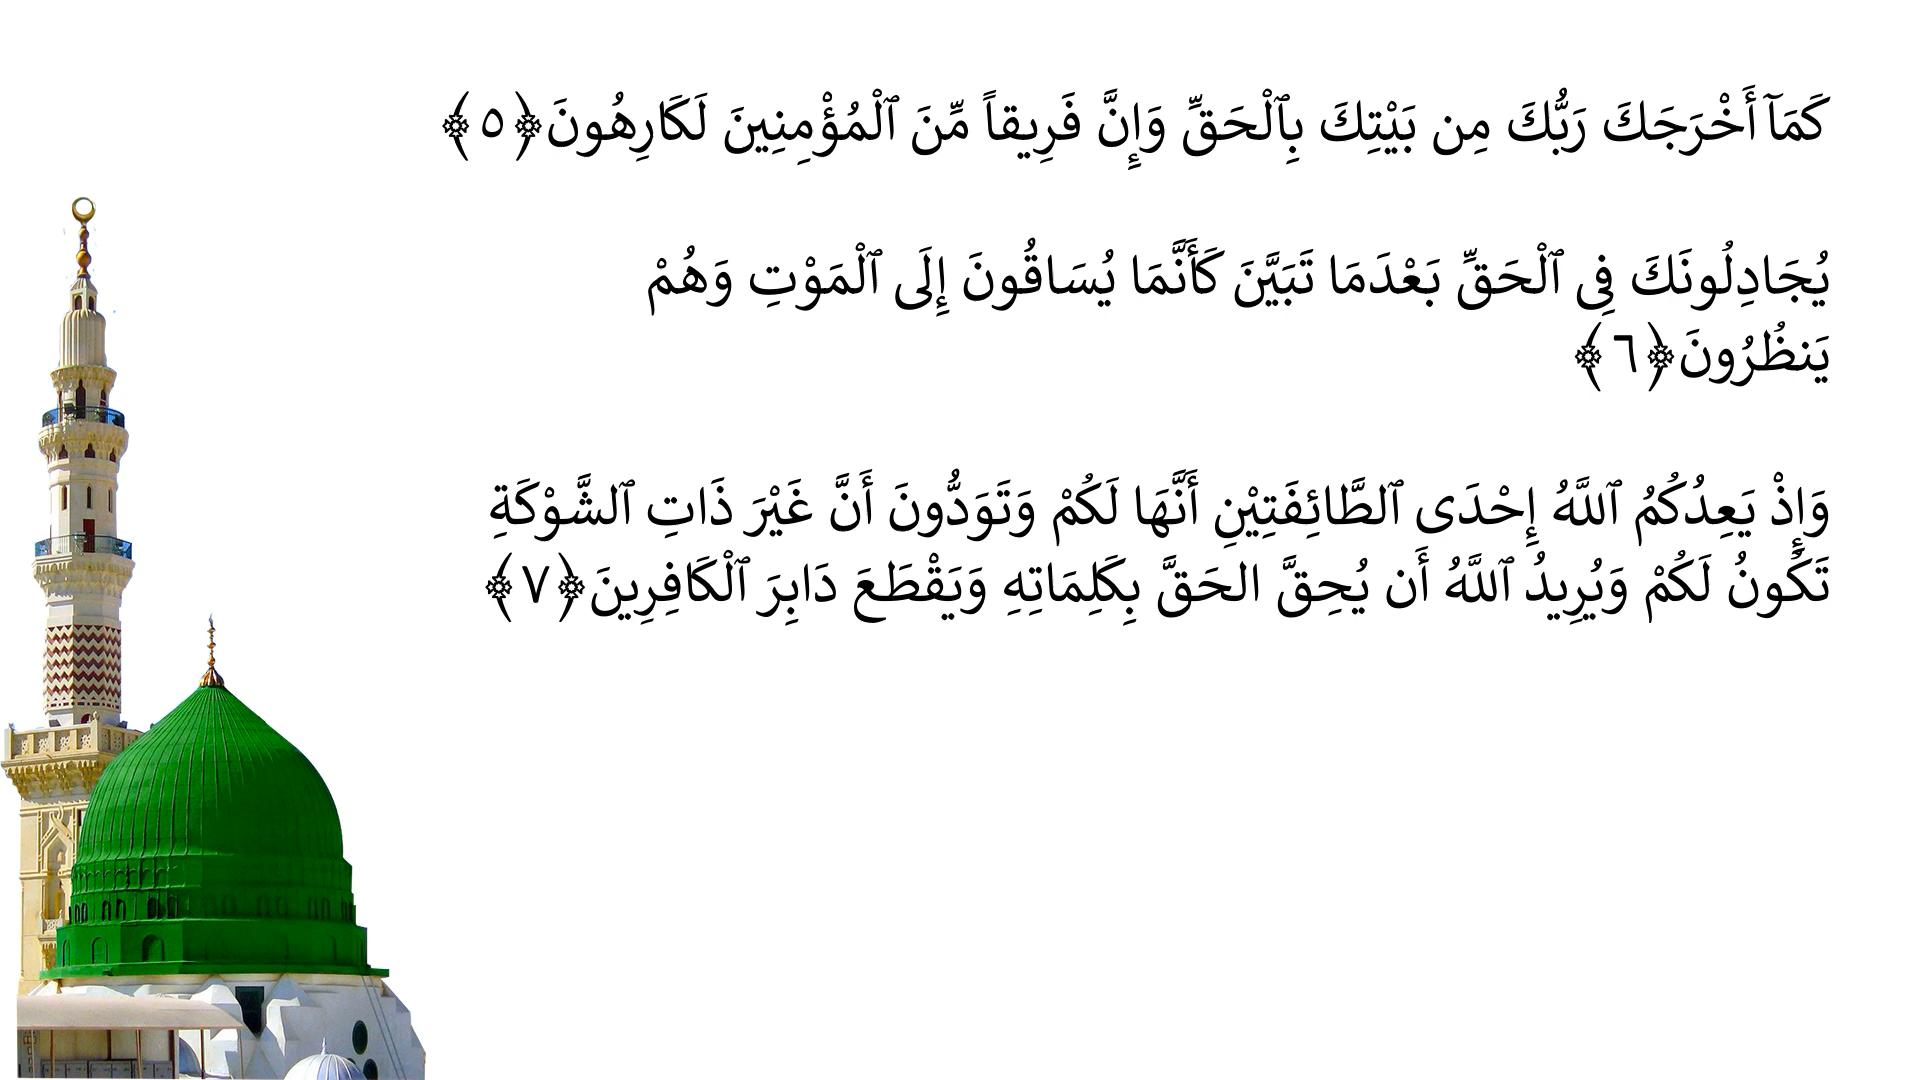 كَمَآ أَخْرَجَكَ رَبُّكَ مِن بَيْتِكَ بِٱلْحَقِّ وَإِنَّ فَرِيقاً مِّنَ ٱلْمُؤْمِنِينَ لَكَارِهُونَ﴿٥﴾
يُجَادِلُونَكَ فِى ٱلْحَقِّ بَعْدَمَا تَبَيَّنَ كَأَنَّمَا يُسَاقُونَ إِلَى ٱلْمَوْتِ وَهُمْ
يَنظُرُونَ﴿٦﴾
وَإِذْ يَعِدُكُمُ ٱللَّهُ إِحْدَى ٱلطَّائِفَتِيْنِ أَنَّهَا لَكُمْ وَتَوَدُّونَ أَنَّ غَيْرَ ذَاتِ ٱلشَّوْكَةِ
تَكُونُ لَكُمْ وَيُرِيدُ ٱللَّهُ أَن يُحِقَّ الحَقَّ بِكَلِمَاتِهِ وَيَقْطَعَ دَابِرَ ٱلْكَافِرِينَ﴿٧﴾